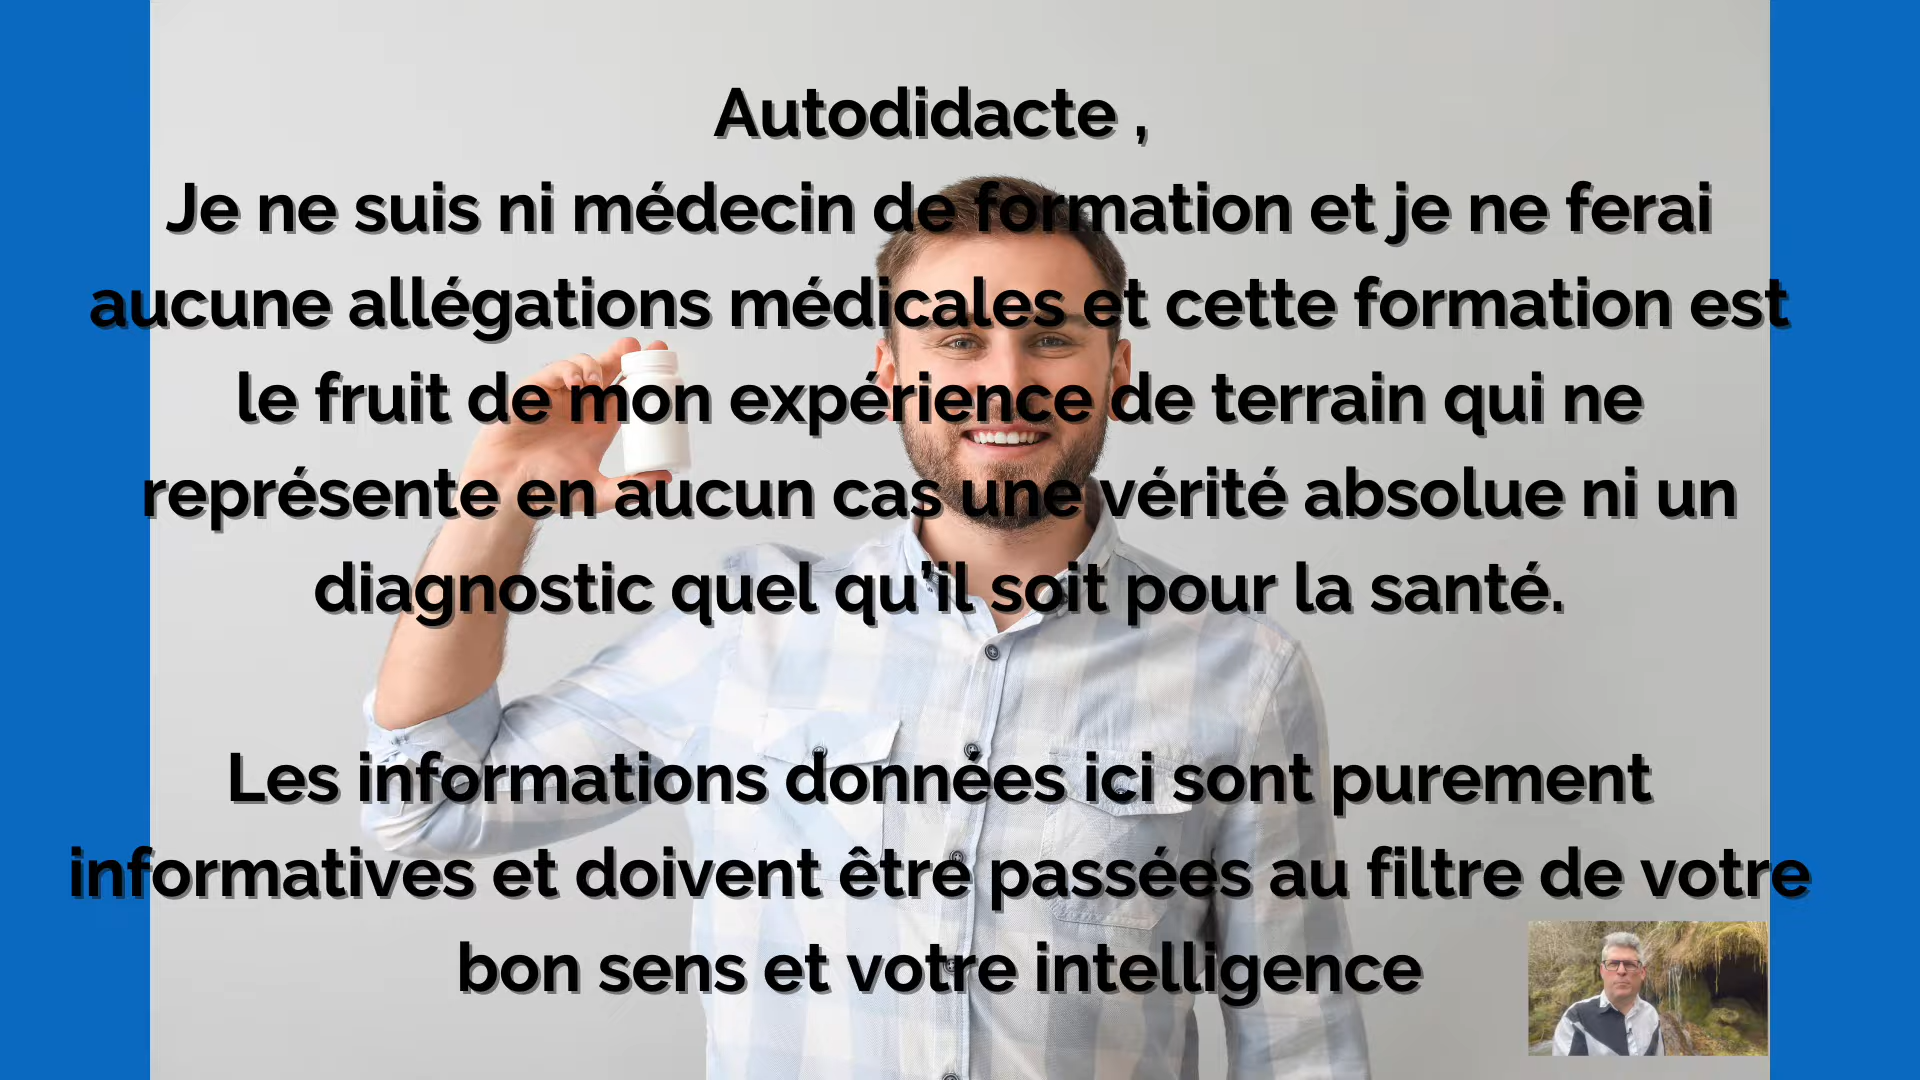 Autodidacte ,
Je ne suis ni médecin de formation et je ne ferai
aucune allégations médicales et cette formation est
le fruit de mon expérience de terrain qui ne
représente en aucun cas une vérité absolue ni un
diagnostic quel qu'il soit pour la santé.
Les informations données ici sont purement
informatives et doivent être passées au filtre de votre
bon sens et votre intelligence